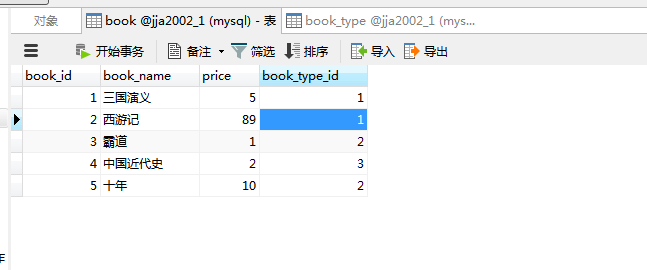 对象 book @jja2002_1 (mysql) - 表 book_type @jja2002_1 (mys...
开始事务 备注 筛选 排序 导入 导出
book_id book_name price book_type_id
1 三国演义 5 1
2 西游记 89 1
3 霸道 1 2
4 中国近代史 2 3
5 十年 10 2